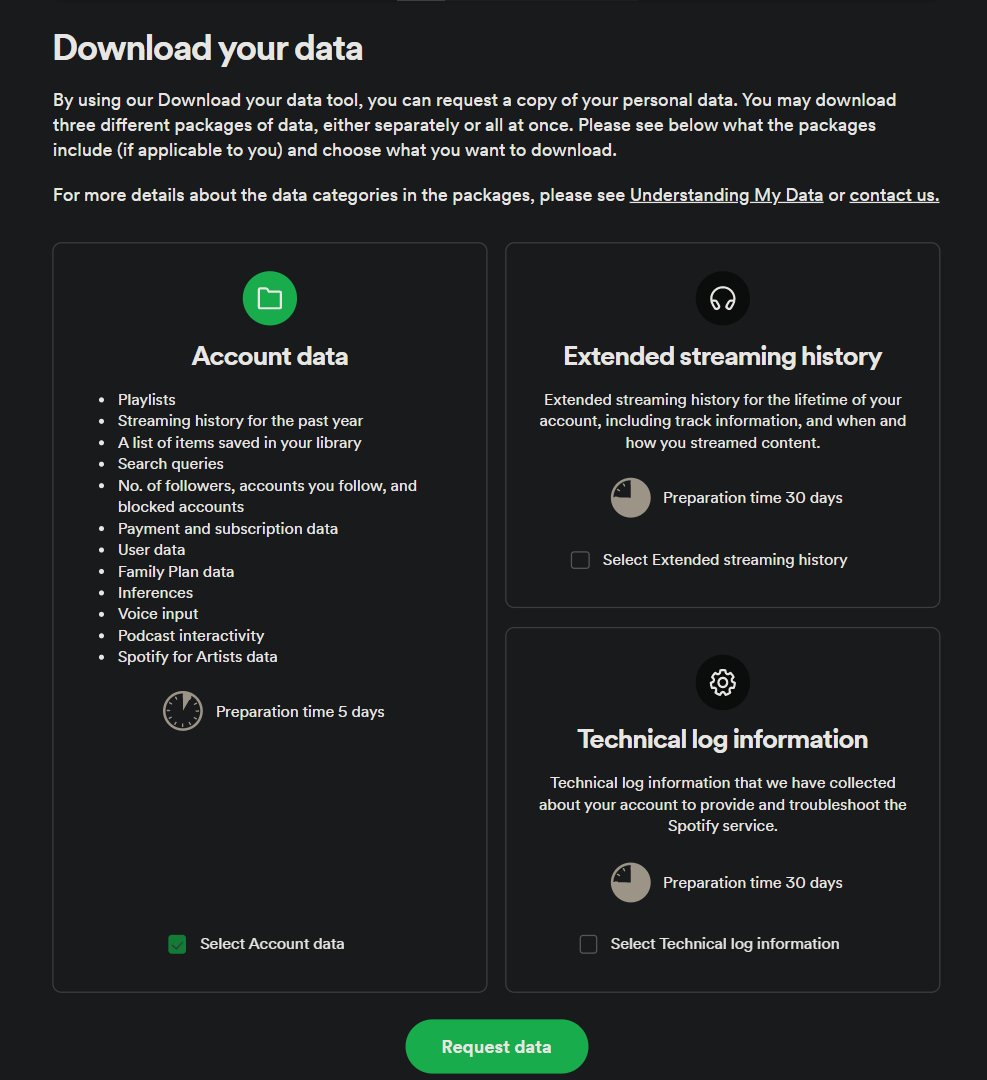 Download your data
By using our Download your data tool, you can request a copy of your personal data. You may download
three different packages of data, either separately or all at once. Please see below what the packages
include (if applicable to you) and choose what you want to download.
For more details about the data categories in the packages, please see Understanding My Data or contact us.
Account data
• Playlists
• Streaming history for the past year
• A list of items saved in your library
• Search queries
• No. of followers, accounts you follow, and
blocked accounts
• Payment and subscription data
• User data
• Family Plan data
• Inferences
• Voice input
• Podcast interactivity
• Spotify for Artists data
Preparation time 5 days
Select Account data
Extended streaming history
Extended streaming history for the lifetime of your
account, including track information, and when and
how you streamed content.
Preparation time 30 days
Select Extended streaming history
Technical log information
Technical log information that we have collected
about your account to provide and troubleshoot the
Spotify service.
Preparation time 30 days
Select Technical log information
Request data